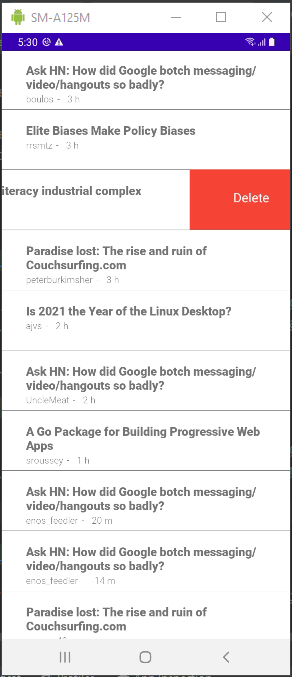 SM-A125M
5:30
Ask HN: How did Google botch messaging/
video/hangouts so badly?
boulos - 3 h
Elite Biases Make Policy Biases
rrsmtz - 3 h
iteracy industrial complex
Delete
Paradise lost: The rise and ruin of
Couchsurfing.com
peterburkimsher - 3 h
Is 2021 the Year of the Linux Desktop?
ajvs - 2 h
Ask HN: How did Google botch messaging/
video/hangouts so badly?
UncleMeat - 2 h
A Go Package for Building Progressive Web
Apps
sroussey - 1 h
Ask HN: How did Google botch messaging/
video/hangouts so badly?
enos_feedler - 20 m
Ask HN: How did Google botch messaging/
video/hangouts so badly?
enos_feedler - 14 m
Paradise lost: The rise and ruin of
Couchsurfing.com